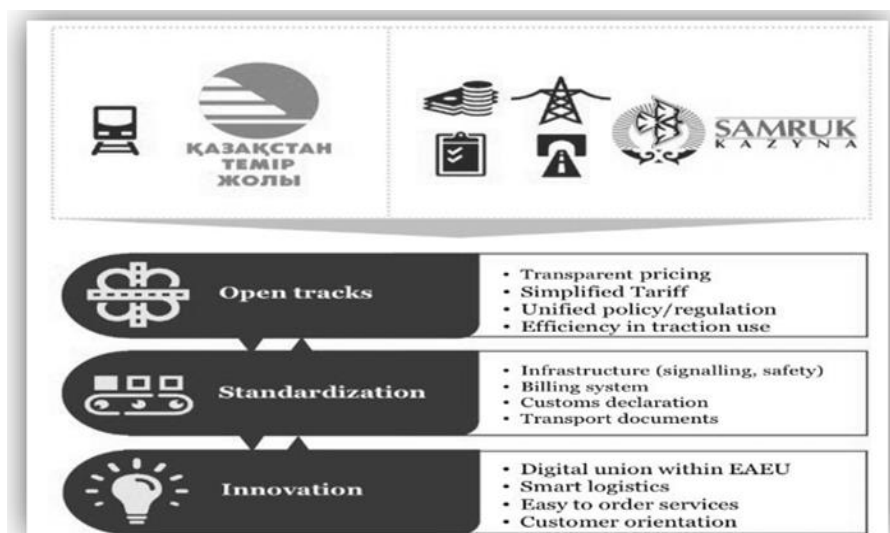 ҚАЗАҚСТАН
ТЕМІР
ЖОЛЫ
SAMRUK
KAZYNA
Open tracks
• Transparent pricing
• Simplified Tariff
• Unified policy/regulation
• Efficiency in traction use
Standardization
• Infrastructure (signalling, safety)
• Billing system
• Customs declaration
• Transport documents
Innovation
• Digital union within EAEU
• Smart logistics
• Easy to order services
• Customer orientation